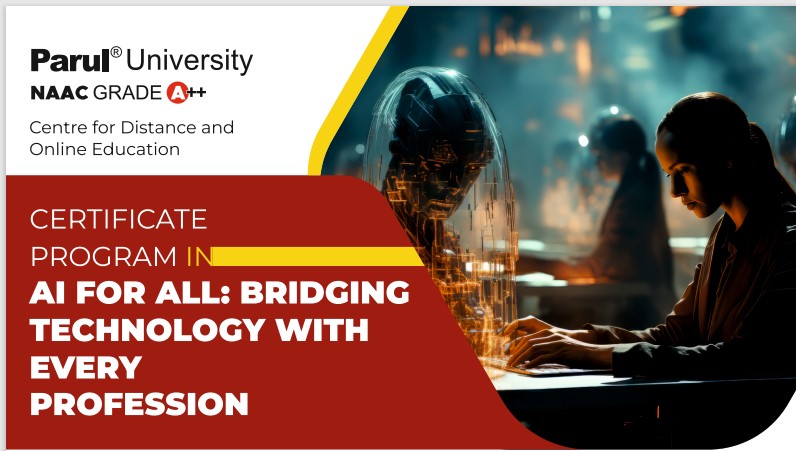 Parul® University
NAAC GRADE A++
Centre for Distance and
Online Education
CERTIFICATE
PROGRAM IN
AI FOR ALL: BRIDGING
TECHNOLOGY WITH
EVERY
PROFESSION